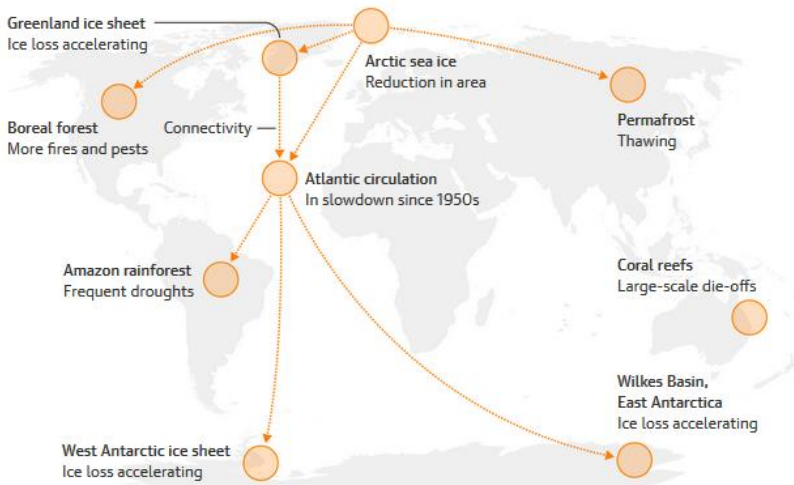 Greenland ice sheet
Ice loss accelerating
Arctic sea ice
Reduction in area
Boreal forest
More fires and pests
Connectivity
Permafrost
Thawing
Atlantic circulation
In slowdown since 1950s
Amazon rainforest
Frequent droughts
Coral reefs
Large-scale die-offs
Wilkes Basin,
East Antarctica
Ice loss accelerating
West Antarctic ice sheet
Ice loss accelerating